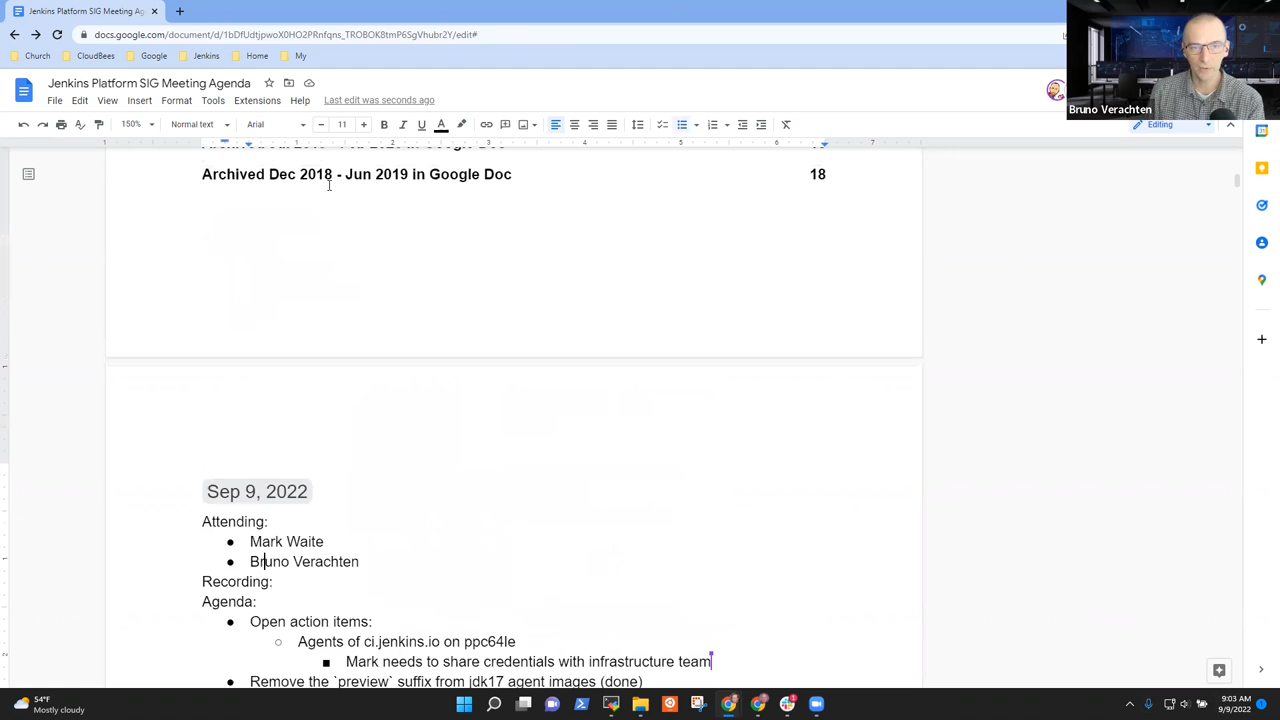 Jenkins Platform SIG Meeting Ag
docs.google.com/document/d/1bDfUdtjpwoX0HO2PRnfqns_TROBOK8tmP6SgVhubr2Y/edit#
Church
CloudBees
Google
Jenkins
Home
My
Bruno Verachten
Jenkins Platform SIG Meeting Agenda
File Edit View Insert Format Tools Extensions Help Last edit was seconds ago
150% Normal text Arial 11 Editing
Archived Dec 2018 - Jun 2019 in Google Doc 18
Sep 9, 2022
Attending:
● Mark Waite
● Bruno Verachten
Recording:
Agenda:
● Open action items:
○ Agents of ci.jenkins.io on ppc64le
■ Mark needs to share credentials with infrastructure team
● Remove the `preview` suffix from jdk17 agent images (done)
54°F
Mostly cloudy
9:03 AM
9/9/2022